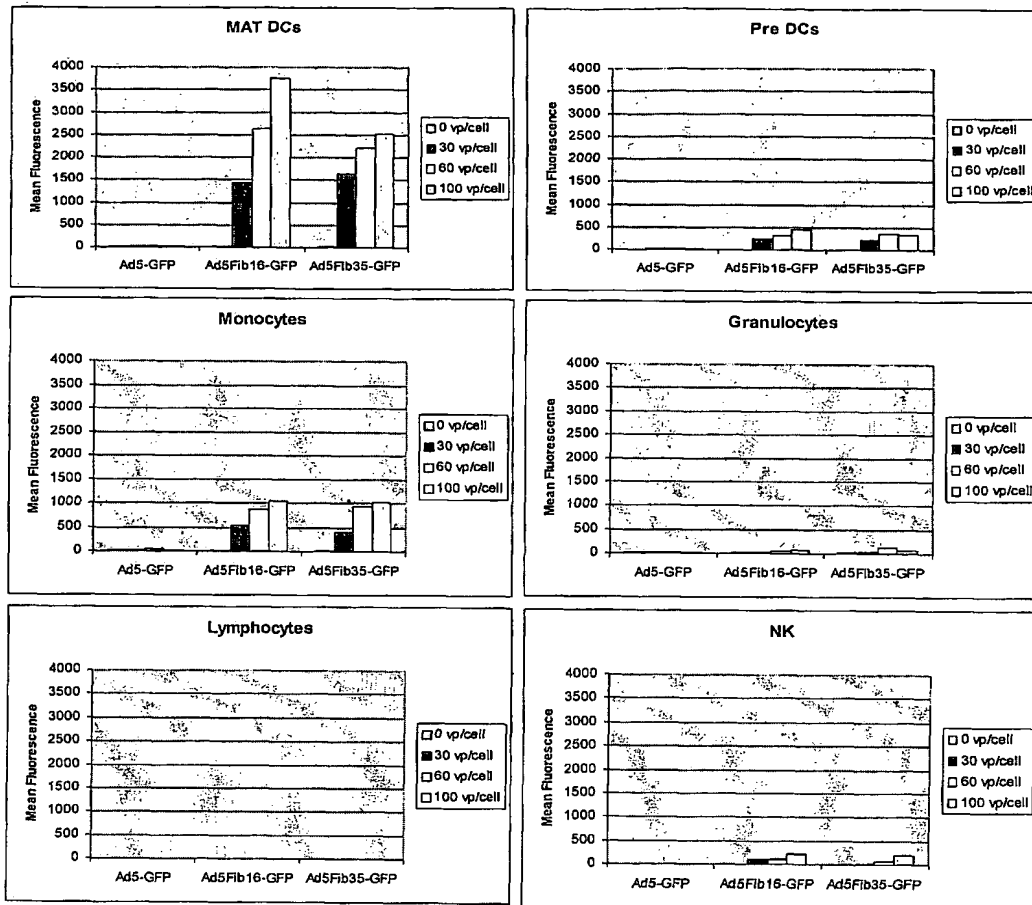 MAT DCs
4000
3500
3000
2500
2000
1500
1000
500
0
Mean Fluorescence
Ad5-GFP Ad5Fib16-GFP Ad5Fib35-GFP
0 vp/cell
30 vp/cell
60 vp/cell
100 vp/cell
Pre DCs
4000
3500
3000
2500
2000
1500
1000
500
0
Mean Fluorescence
Ad5-GFP Ad5Fib16-GFP Ad5Fib35-GFP
0 vp/cell
30 vp/cell
60 vp/cell
100 vp/cell
Monocytes
4000
3500
3000
2500
2000
1500
1000
500
0
Mean Fluorescence
Ad5-GFP Ad5Fib16-GFP Ad5Fib35-GFP
0 vp/cell
30 vp/cell
60 vp/cell
100 vp/cell
Granulocytes
4000
3500
3000
2500
2000
1500
1000
500
0
Mean Fluorescence
Ad5-GFP Ad5Fib16-GFP Ad5Fib35-GFP
0 vp/cell
30 vp/cell
60 vp/cell
100 vp/cell
Lymphocytes
4000
3500
3000
2500
2000
1500
1000
500
0
Mean Fluorescence
Ad5-GFP Ad5Fib16-GFP Ad5Fib35-GFP
0 vp/cell
30 vp/cell
60 vp/cell
100 vp/cell
NK
4000
3500
3000
2500
2000
1500
1000
500
0
Mean Fluorescence
Ad5-GFP Ad5Fib16-GFP Ad5Fib35-GFP
0 vp/cell
30 vp/cell
60 vp/cell
100 vp/cell